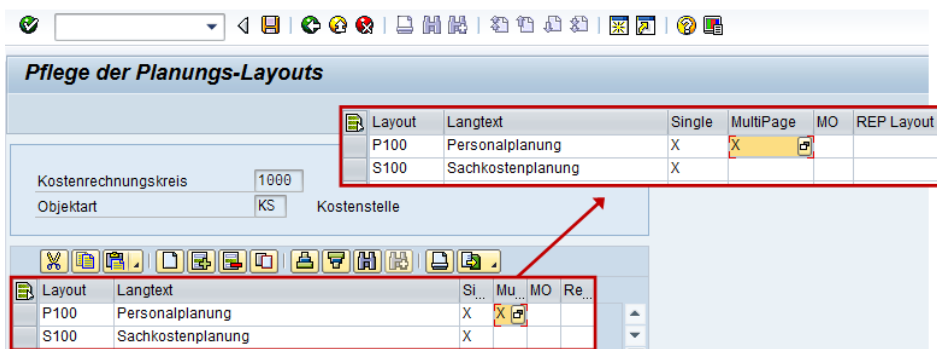 Pflege der Planungs-Layouts
Layout Langtext Single MultiPage MO REP Layout
P100 Personalplanung X X
S100 Sachkostenplanung X
Kostenrechnungskreis 1000
Objektart KS Kostenstelle
Layout Langtext Si... Mu... MO Re...
P100 Personalplanung X X
S100 Sachkostenplanung X